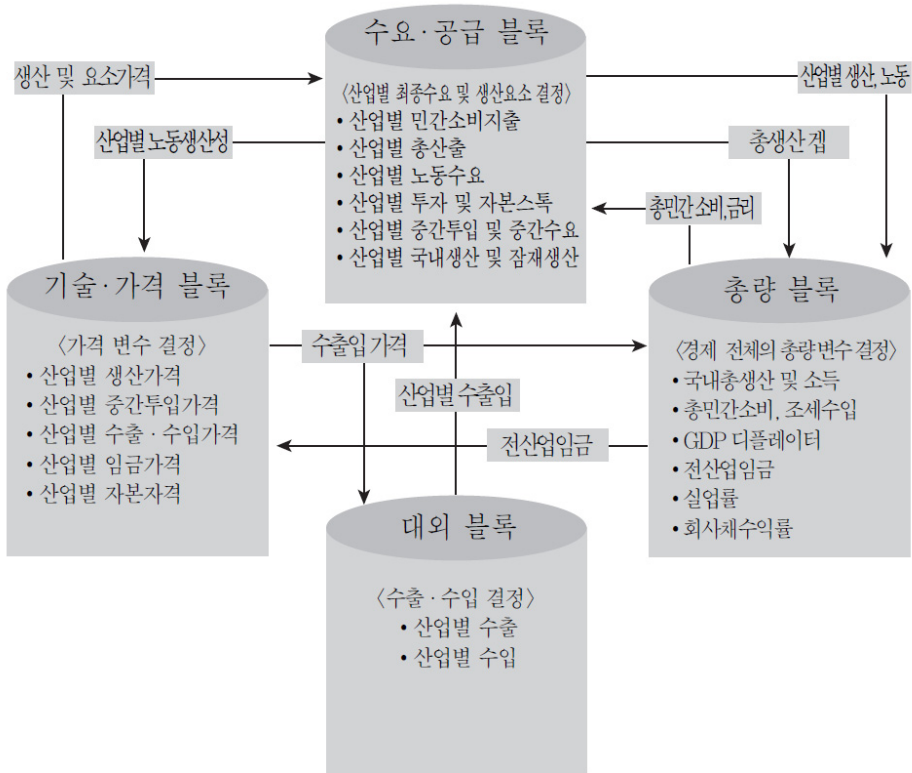 수요·공급 블록
생산 및 요소가격
산업별 생산, 노동
〈산업별 최종수요 및 생산요소 결정〉
• 산업별 민간소비지출
• 산업별 총산출
• 산업별 노동수요
• 산업별 투자 및 자본스톡
• 산업별 중간투입 및 중간수요
• 산업별 국내생산 및 잠재생산
산업별 노동생산성
총생산 겝
총민간 소비,금리
기술·가격 블록
〈가격 변수 결정〉
• 산업별 생산가격
• 산업별 중간투입가격
• 산업별 수출 · 수입가격
• 산업별 임금가격
• 산업별 자본자격
수출입 가격
산업별 수출입
전산업임금
총량 블록
〈경제 전체의 총량변수 결정〉
• 국내총생산 및 소득
• 총민간소비, 조세수입
• GDP 디플레이터
• 전산업임금
• 실업률
• 회사채수익률
대외 블록
〈수출 · 수입 결정〉
• 산업별 수출
• 산업별 수입